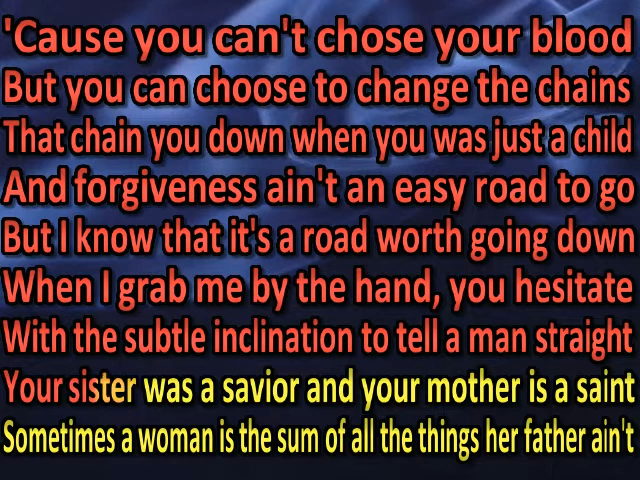 'Cause you can't chose your blood
But you can choose to change the chains
That chain you down when you was just a child
And forgiveness ain't an easy road to go
But I know that it's a road worth going down
When I grab me by the hand, you hesitate
With the subtle inclination to tell a man straight
Your sister was a savior and your mother is a saint
Sometimes a woman is the sum of all the things her father ain't